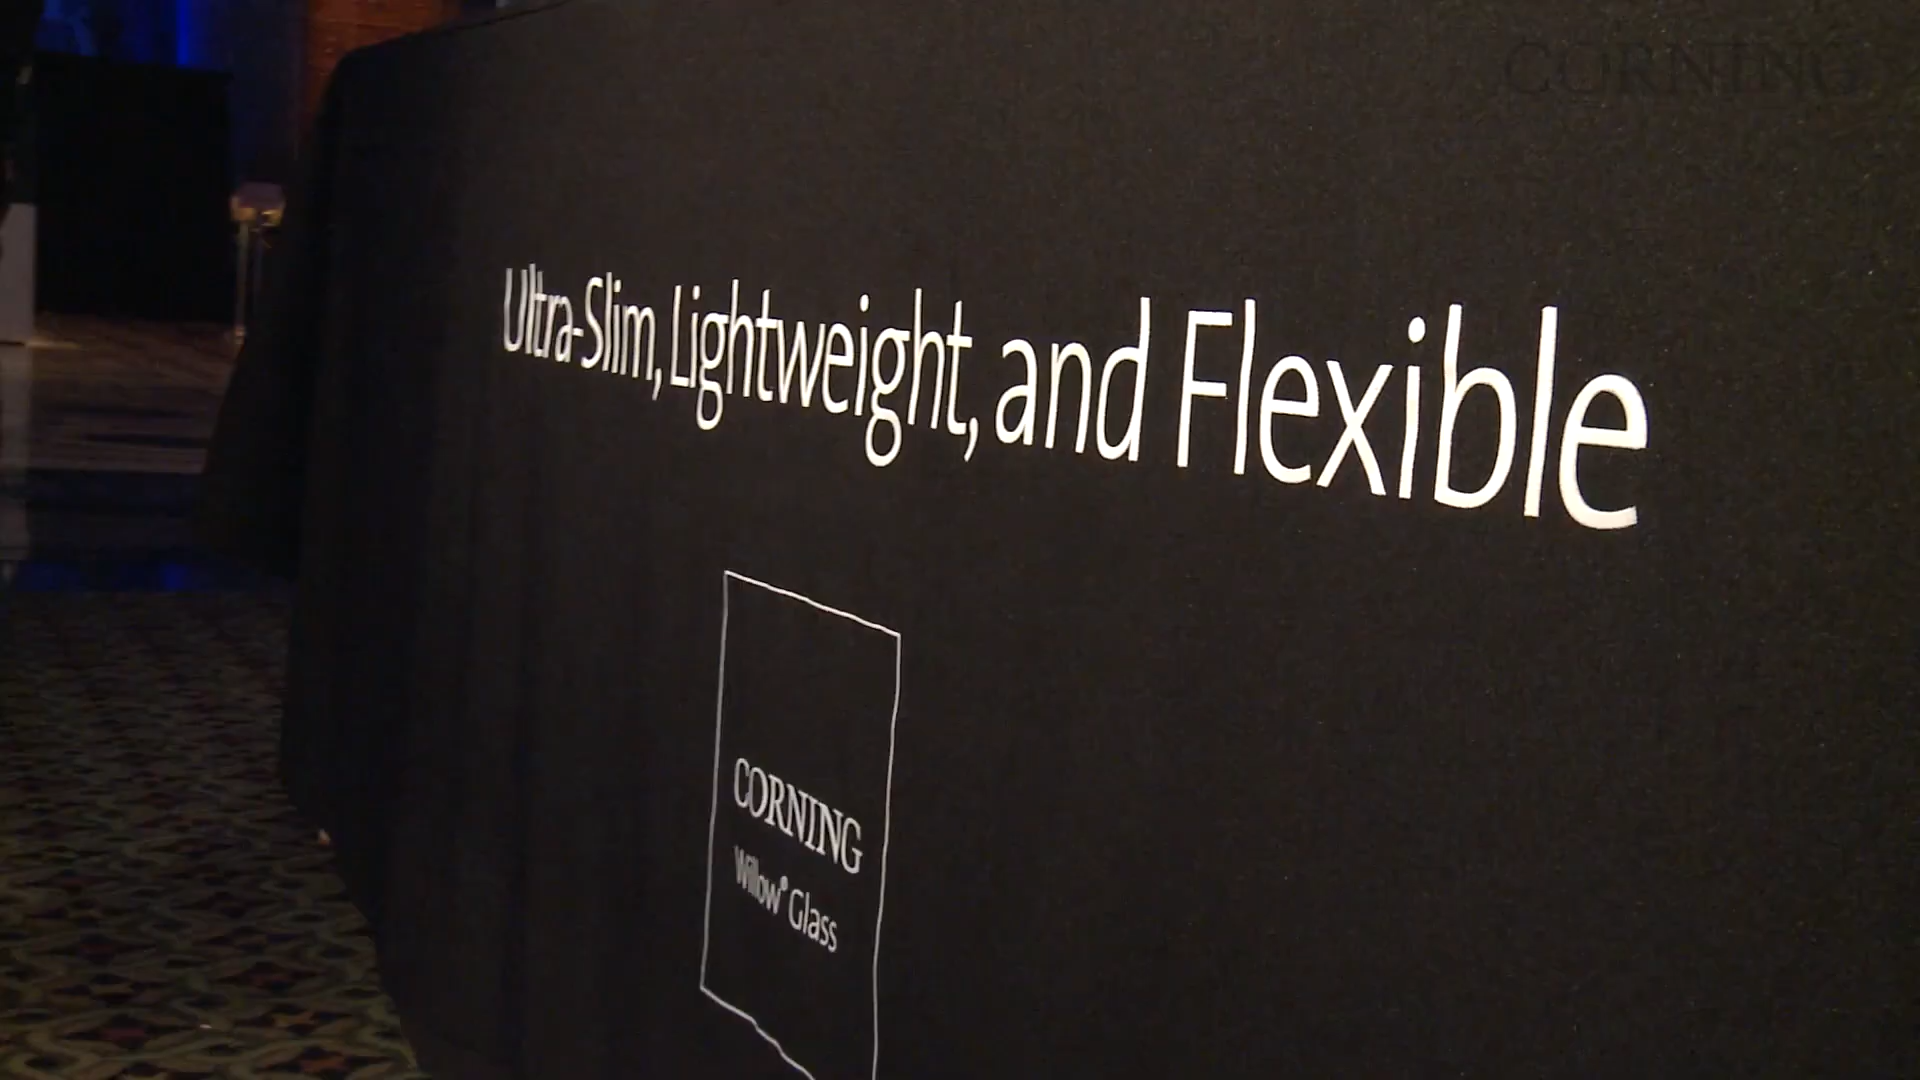 CORNING
Ultra-Slim, Lightweight, and Flexible
CORNING
Willow® Glass